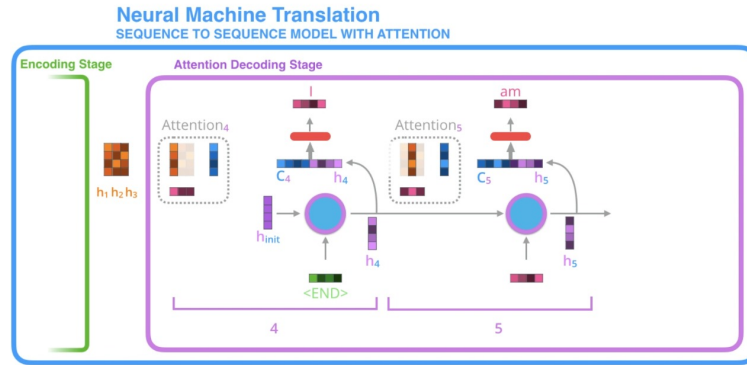 Neural Machine Translation
SEQUENCE TO SEQUENCE MODEL WITH ATTENTION
Encoding Stage
Attention Decoding Stage
I
am
Attention₄
Attention₅
C₄
h₄
C₅
h₅
h₁ h₂ h₃
h_init
h₄
h₅
<END>
4
5